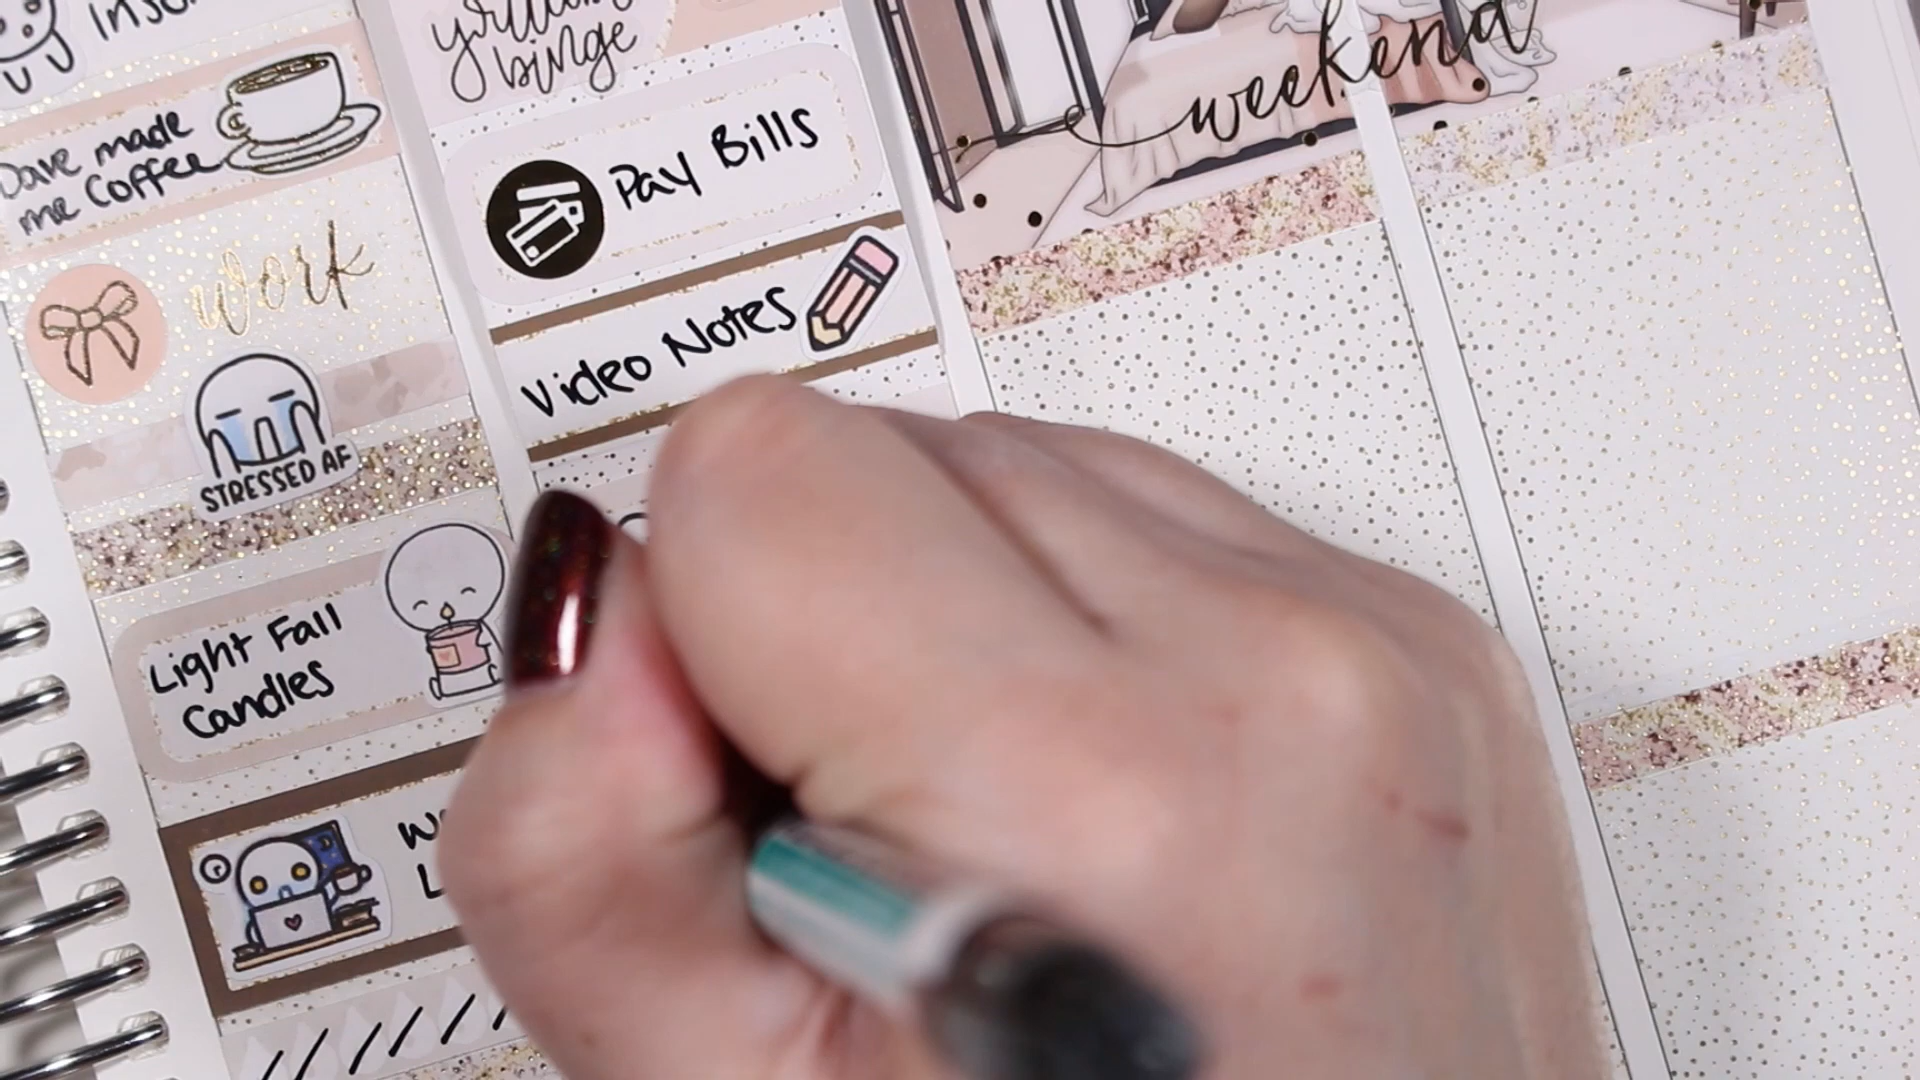 binge
weekend
Dave made
me Coffee
Pay Bills
work
Video Notes
STRESSED AF
Light Fall
Candles